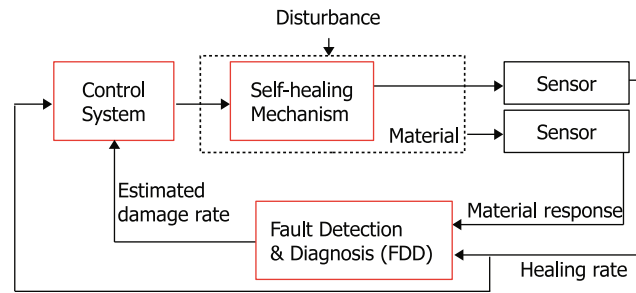 Disturbance
Control
System
Self-healing
Mechanism
Material
Sensor
Sensor
Estimated
damage rate
Fault Detection
& Diagnosis (FDD)
Material response
Healing rate